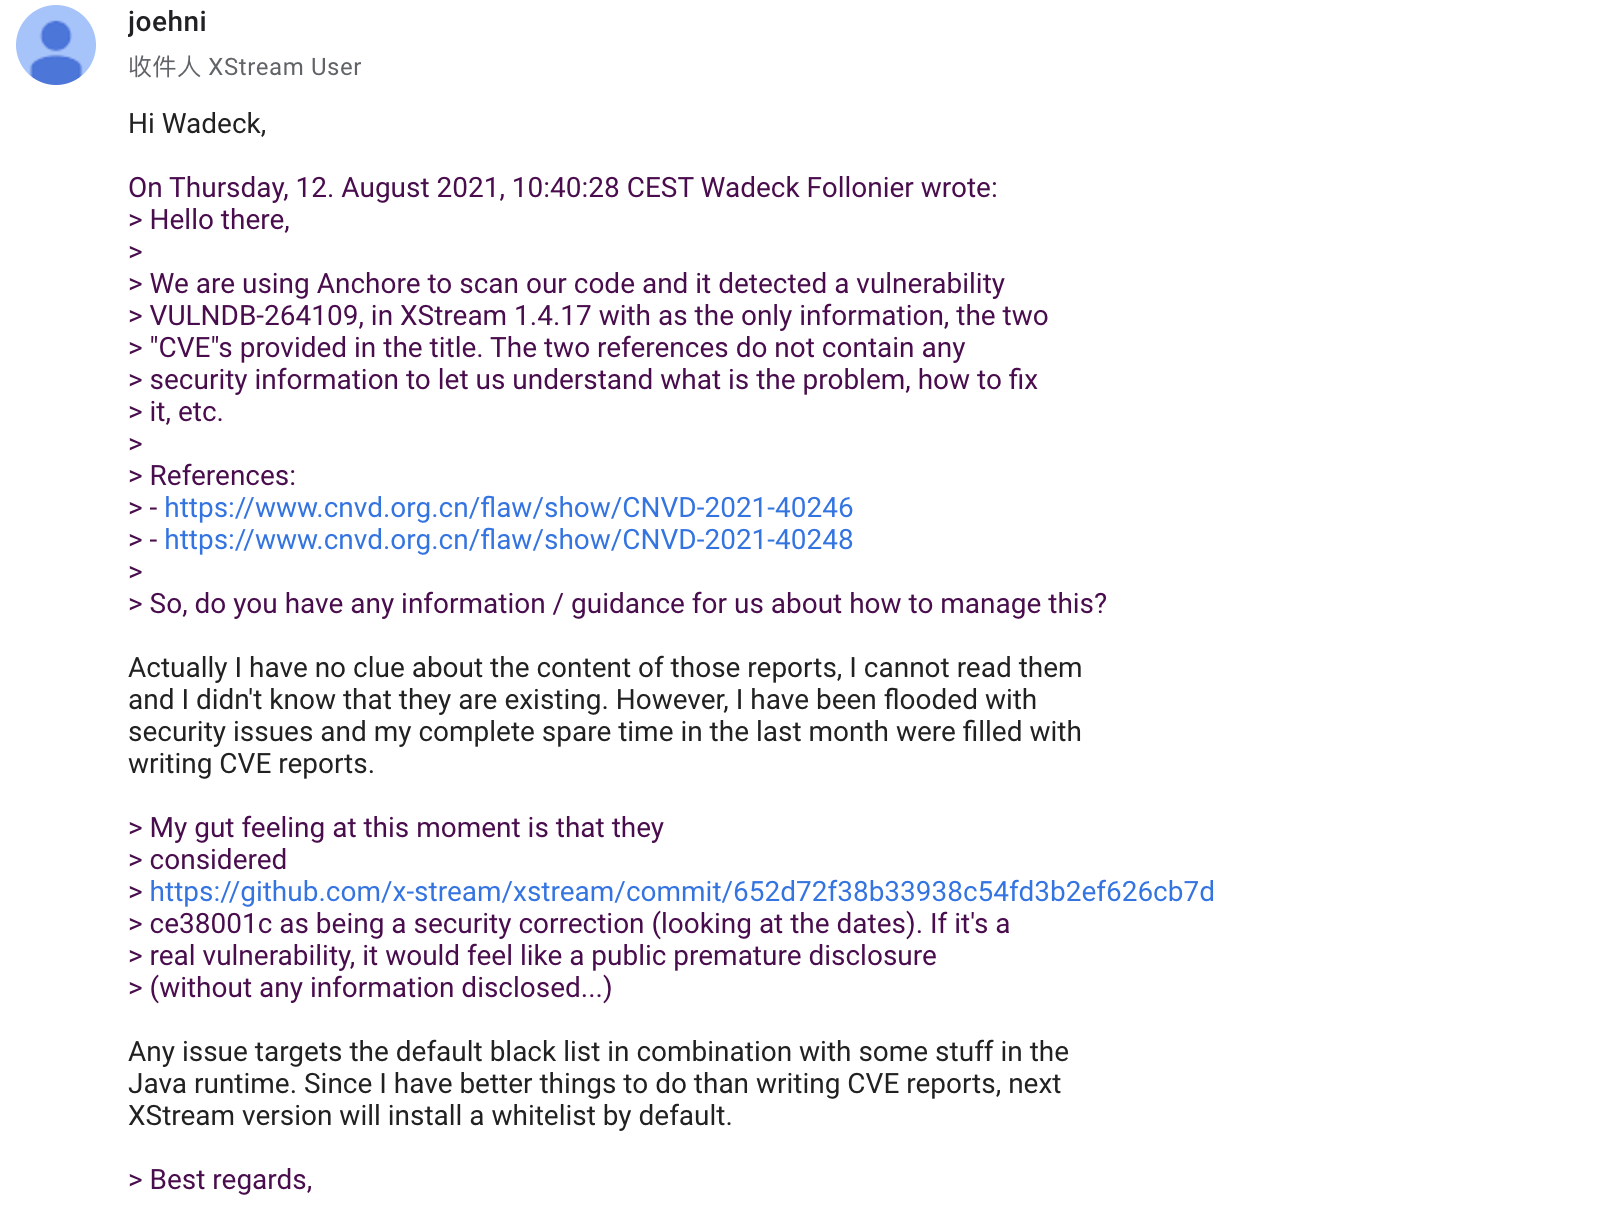 joehni
收件人 XStream User
Hi Wadeck,
On Thursday, 12. August 2021, 10:40:28 CEST Wadeck Follonier wrote:
> Hello there,
>
> We are using Anchore to scan our code and it detected a vulnerability
> VULNDB-264109, in XStream 1.4.17 with as the only information, the two
> "CVE"s provided in the title. The two references do not contain any
> security information to let us understand what is the problem, how to fix
> it, etc.
>
> References:
> - https://www.cnvd.org.cn/flaw/show/CNVD-2021-40246
> - https://www.cnvd.org.cn/flaw/show/CNVD-2021-40248
>
> So, do you have any information / guidance for us about how to manage this?
Actually I have no clue about the content of those reports, I cannot read them
and I didn't know that they are existing. However, I have been flooded with
security issues and my complete spare time in the last month were filled with
writing CVE reports.
> My gut feeling at this moment is that they
> considered
> https://github.com/x-stream/xstream/commit/652d72f38b33938c54fd3b2ef626cb7d
> ce38001c as being a security correction (looking at the dates). If it's a
> real vulnerability, it would feel like a public premature disclosure
> (without any information disclosed...)
Any issue targets the default black list in combination with some stuff in the
Java runtime. Since I have better things to do than writing CVE reports, next
XStream version will install a whitelist by default.
> Best regards,